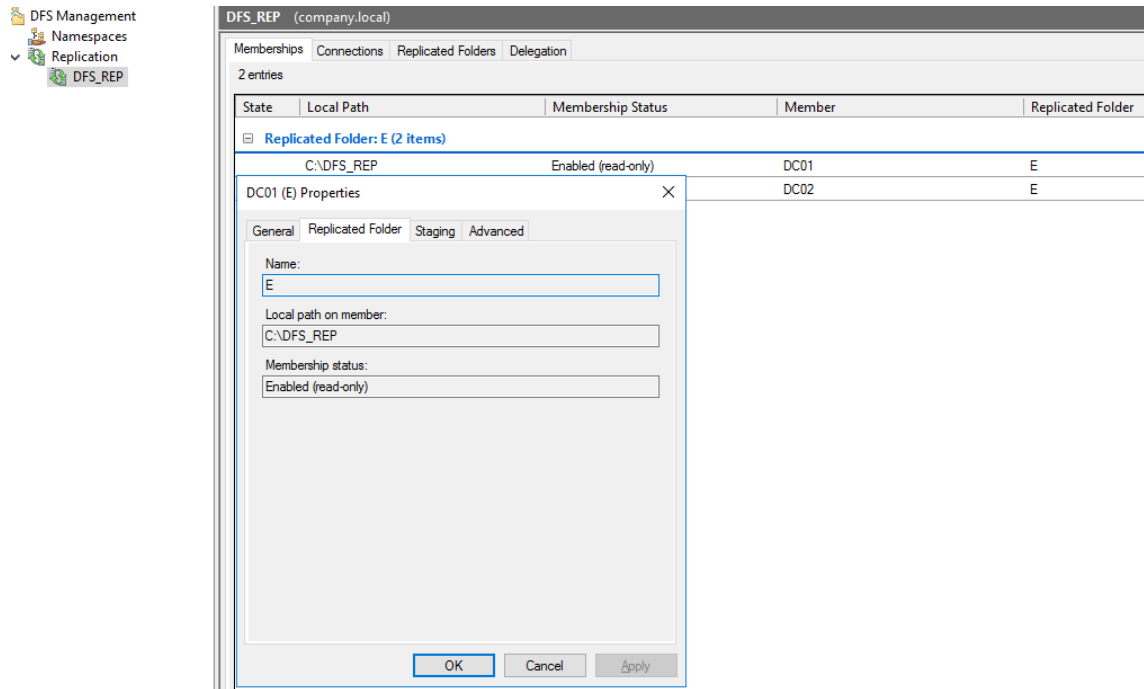 DFS Management
Namespaces
Replication
DFS_REP
DFS_REP (company.local)
Memberships Connections Replicated Folders Delegation
2 entries
State Local Path Membership Status Member Replicated Folder
Replicated Folder: E (2 items)
C:\DFS_REP Enabled (read-only) DC01 E
DC02 E
DC01 (E) Properties
General Replicated Folder Staging Advanced
Name:
E
Local path on member:
C:\DFS_REP
Membership status:
Enabled (read-only)
OK Cancel Apply